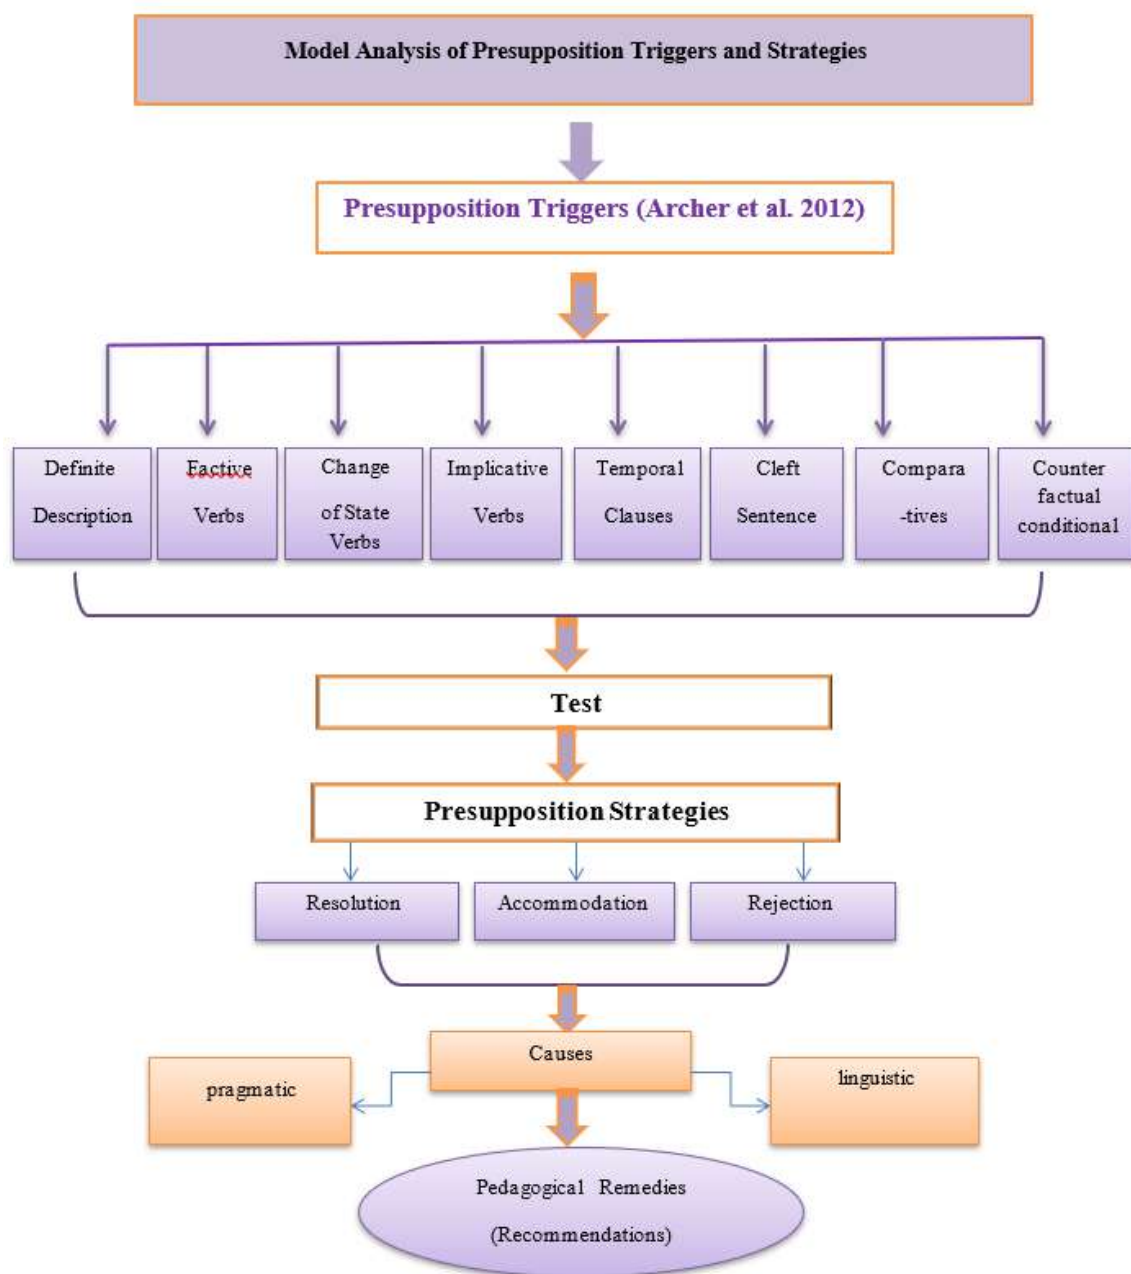 Model Analysis of Presupposition Triggers and Strategies
Presupposition Triggers (Archer et al. 2012)
Definite
Description
Factive
Verbs
Change
of State
Verbs
Implicative
Verbs
Temporal
Clauses
Cleft
Sentence
Compara
-tives
Counter
factual
conditional
Test
Presupposition Strategies
Resolution
Accommodation
Rejection
Causes
pragmatic
linguistic
Pedagogical Remedies
(Recommendations)